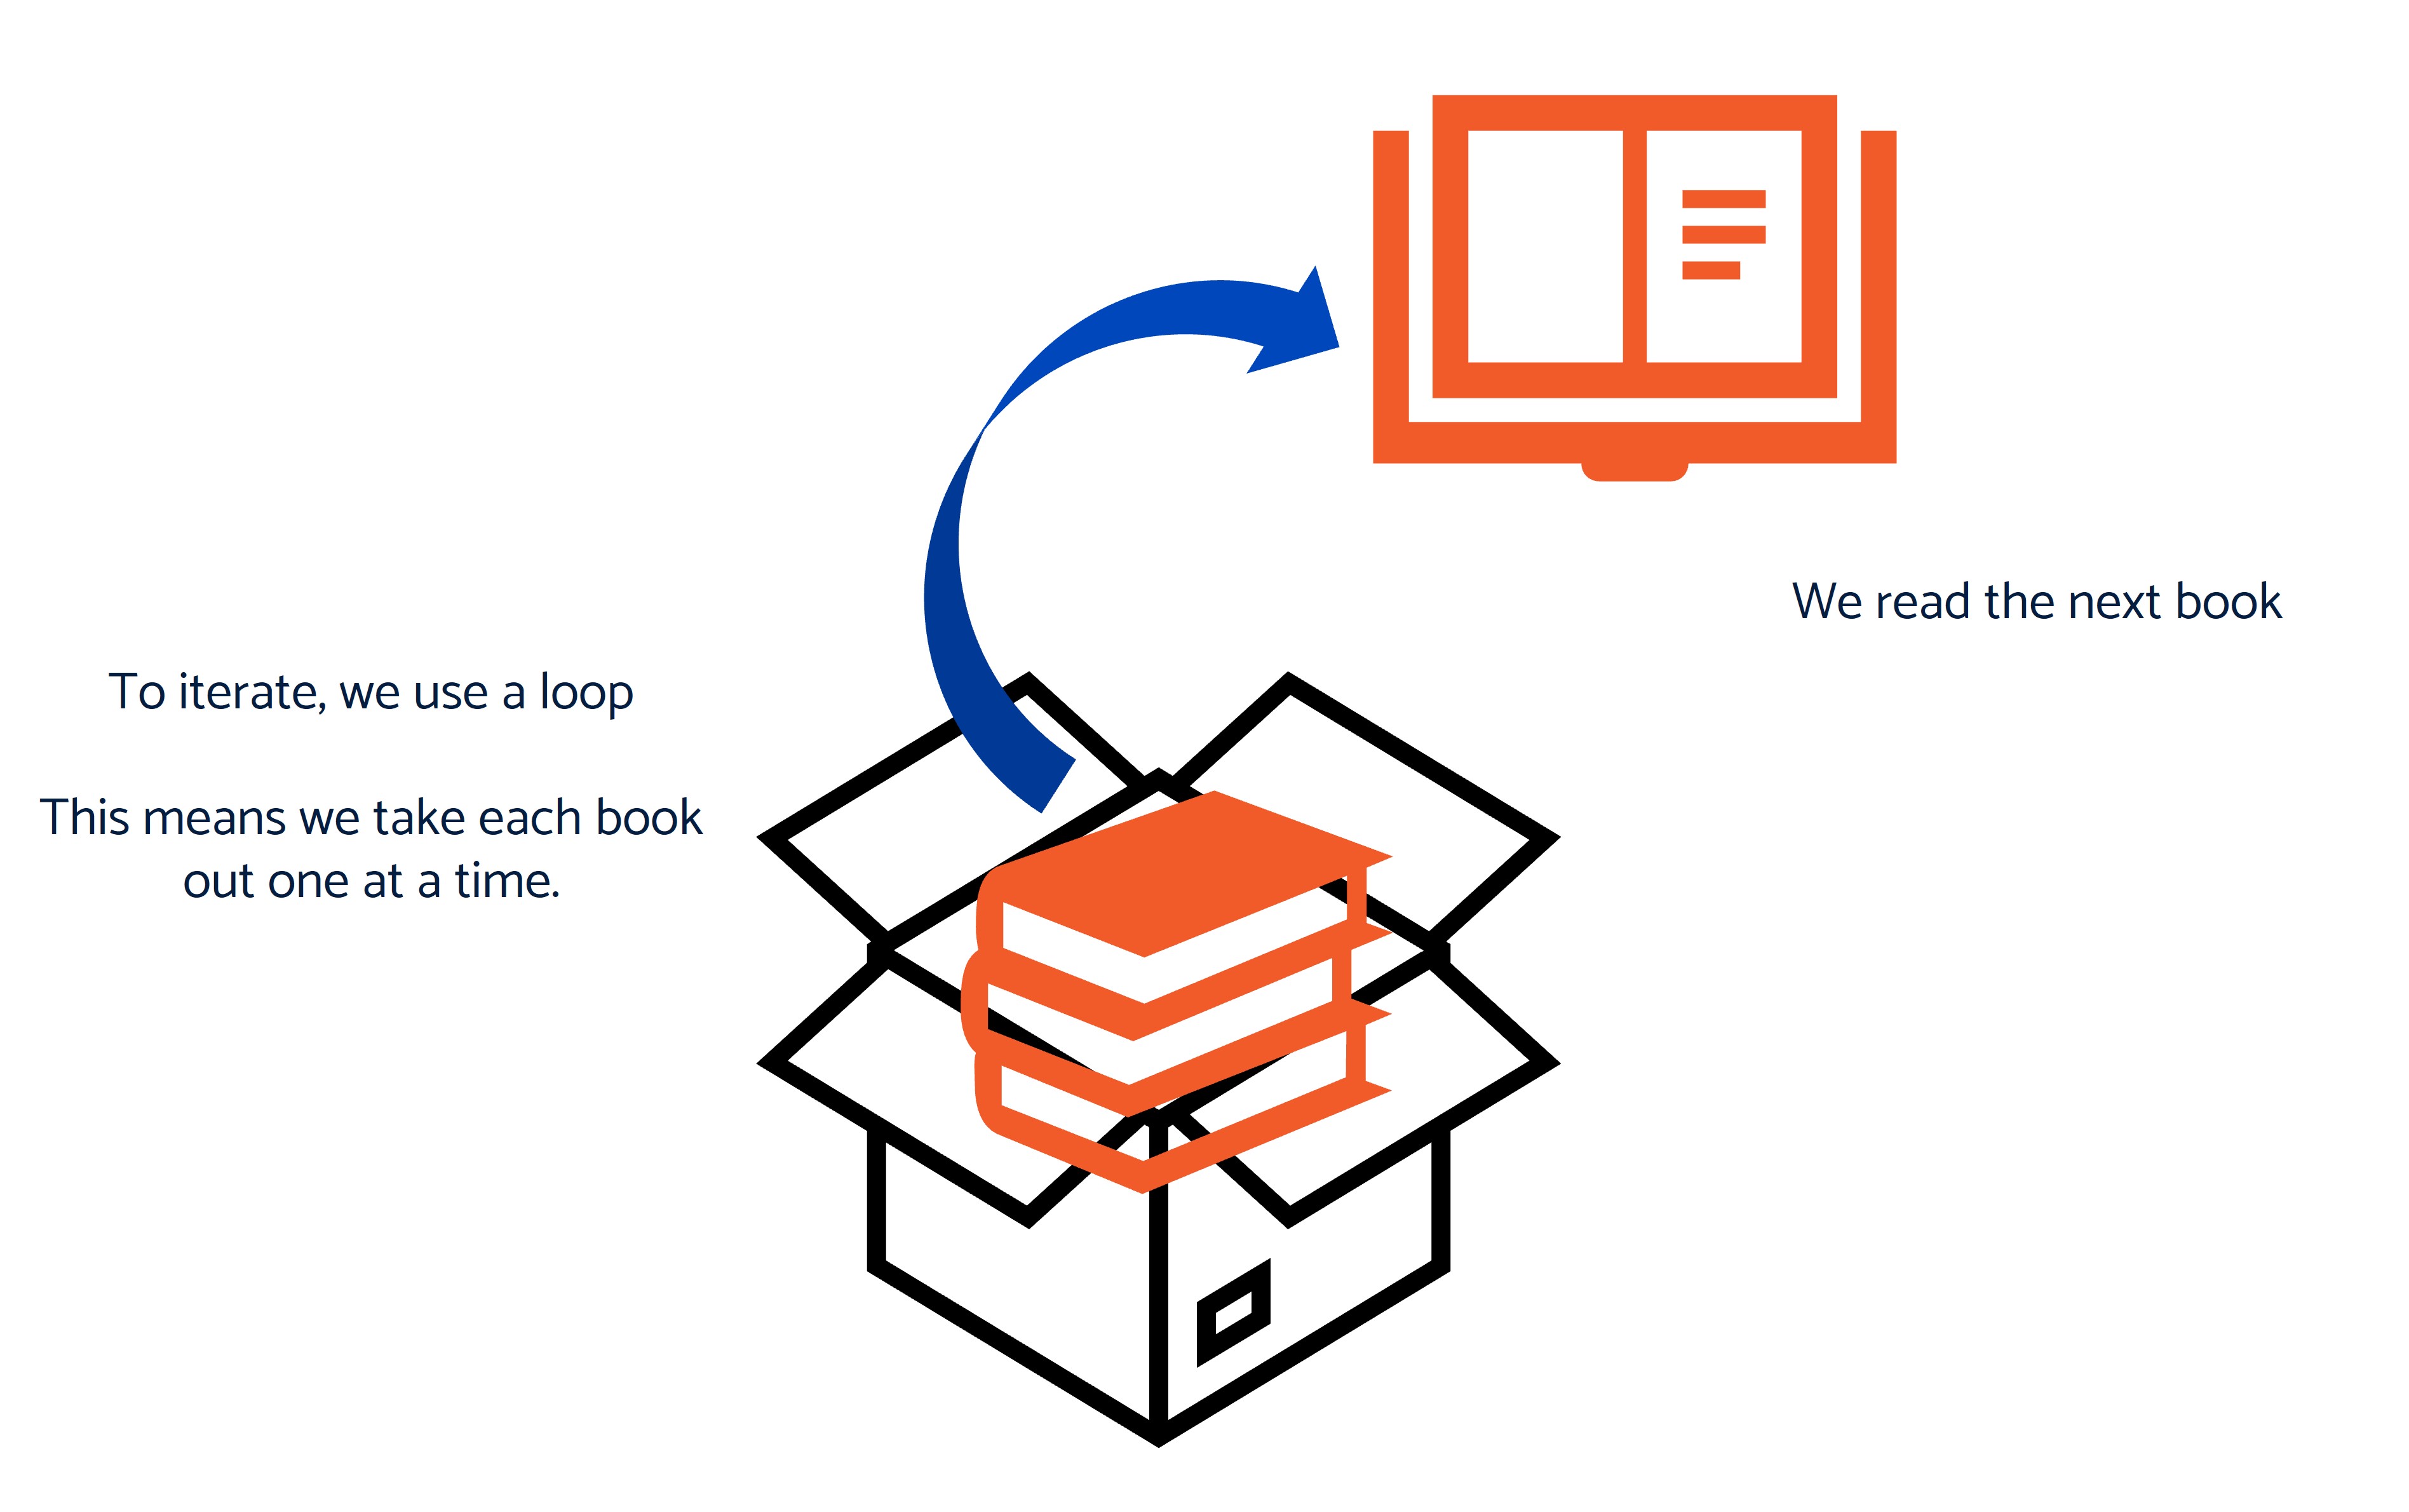 To iterate, we use a loop
This means we take each book
out one at a time.
We read the next book